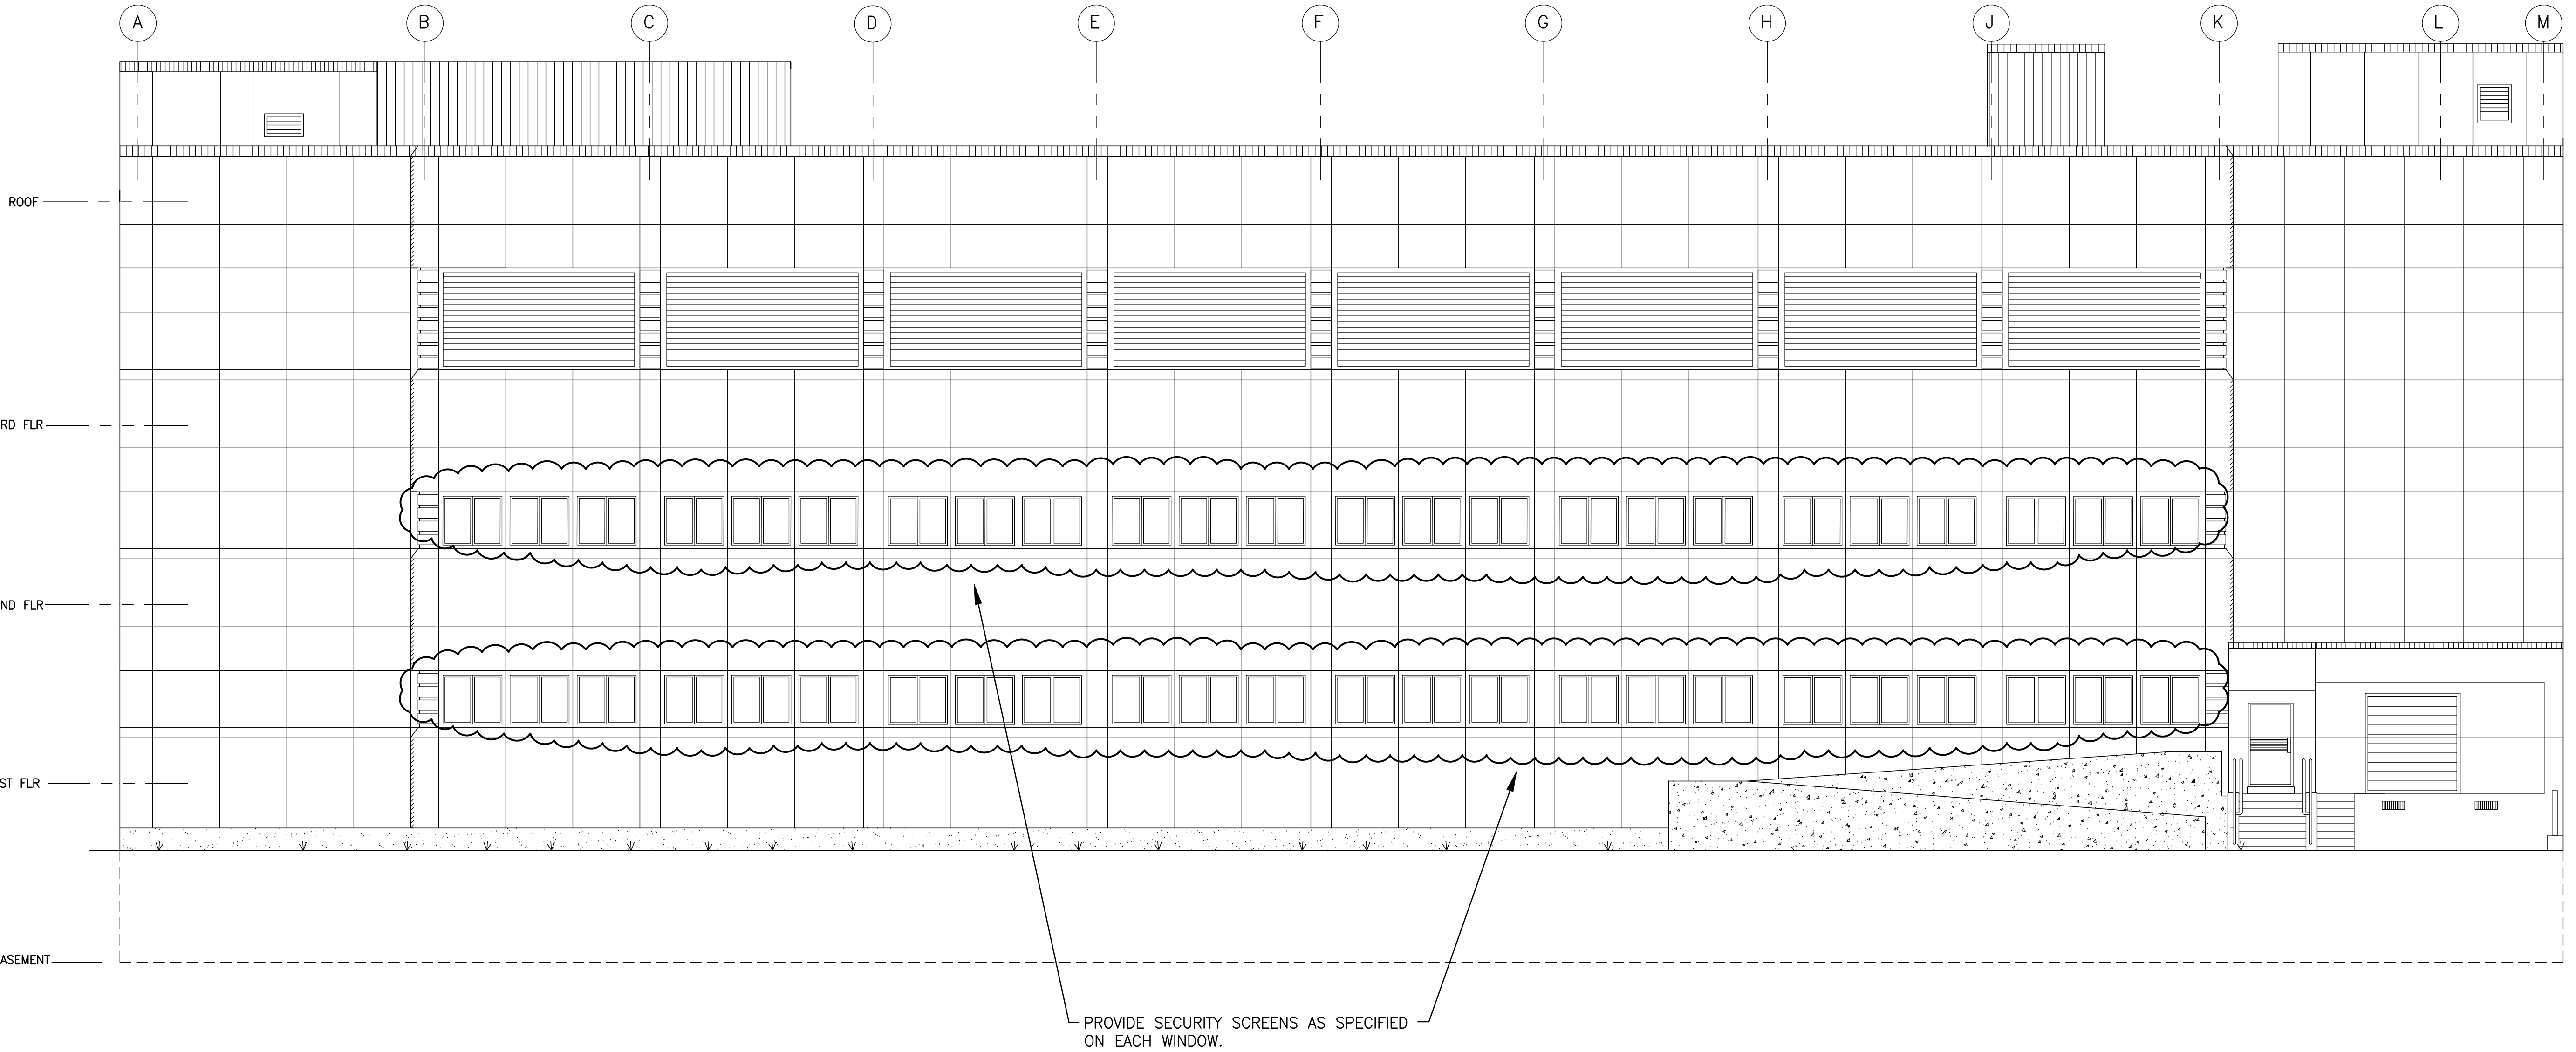 A B C D E F G H J K L M
ROOF
RD FLR
ND FLR
ST FLR
ASEMENT
PROVIDE SECURITY SCREENS AS SPECIFIED
ON EACH WINDOW.